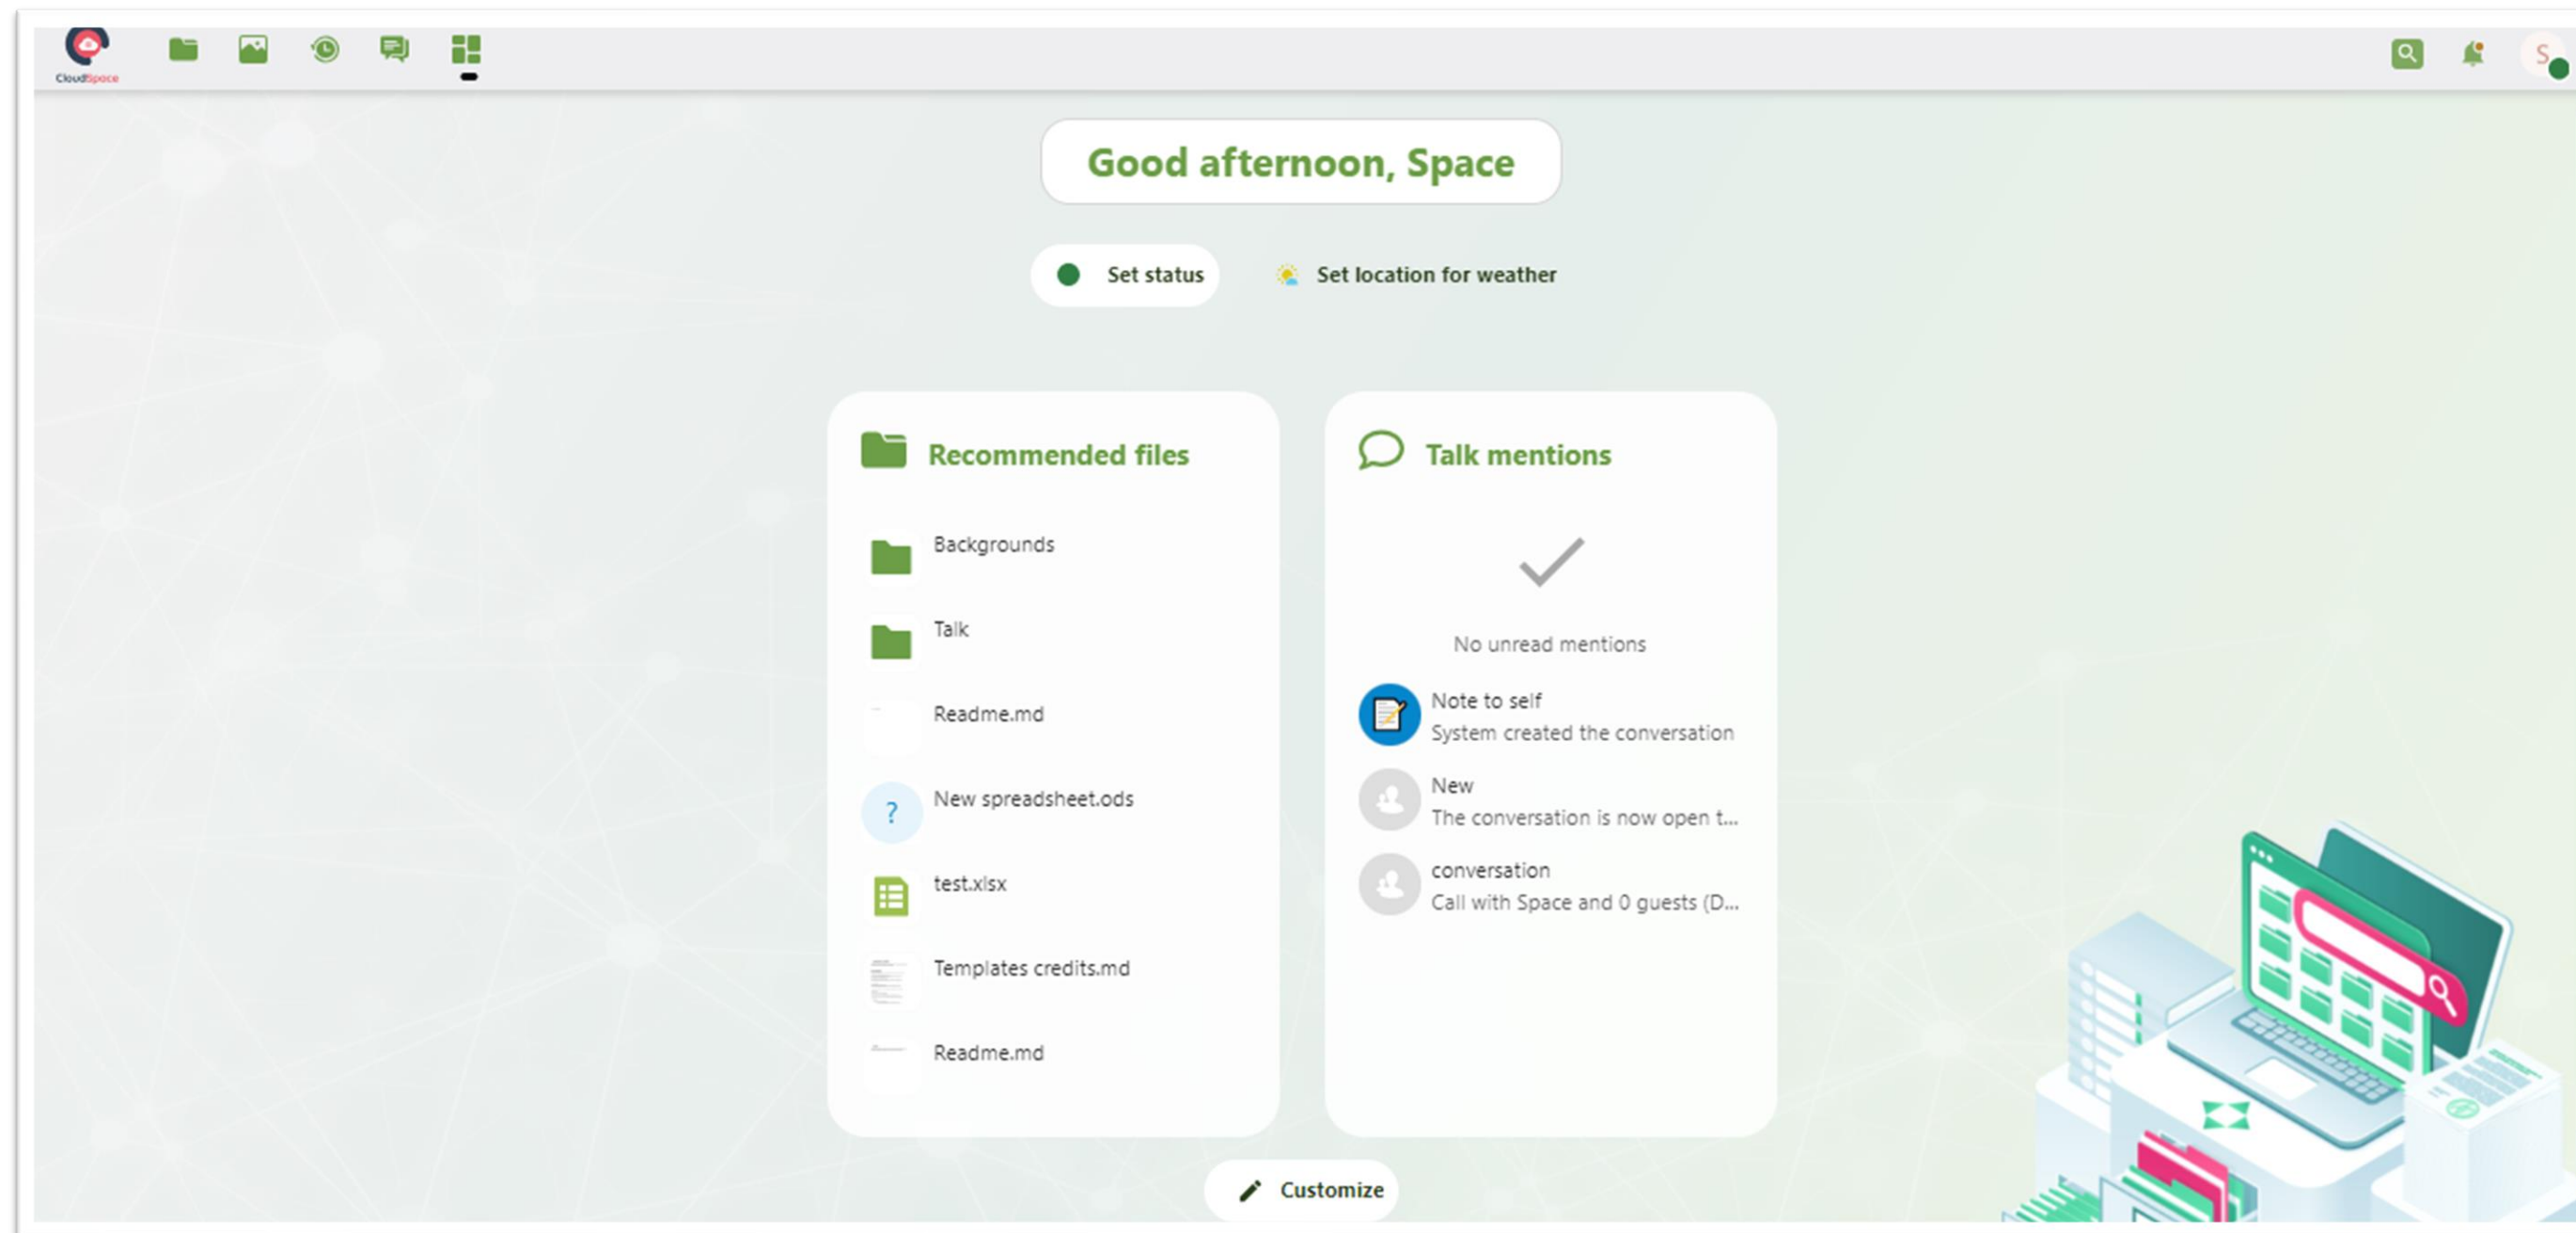 CloudSpace
S
Good afternoon, Space
Set status
Set location for weather
Recommended files
Backgrounds
Talk
Readme.md
? New spreadsheet.ods
test.xlsx
Templates credits.md
Readme.md
Talk mentions
No unread mentions
Note to self
System created the conversation
New
The conversation is now open t...
conversation
Call with Space and 0 guests (D...
Customize